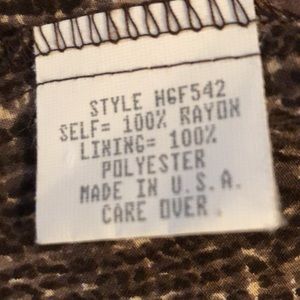 STYLE HGF542
SELF= 100% RAYON
LINING= 100%
POLYESTER
MADE IN U.S.A.
CARE OVER